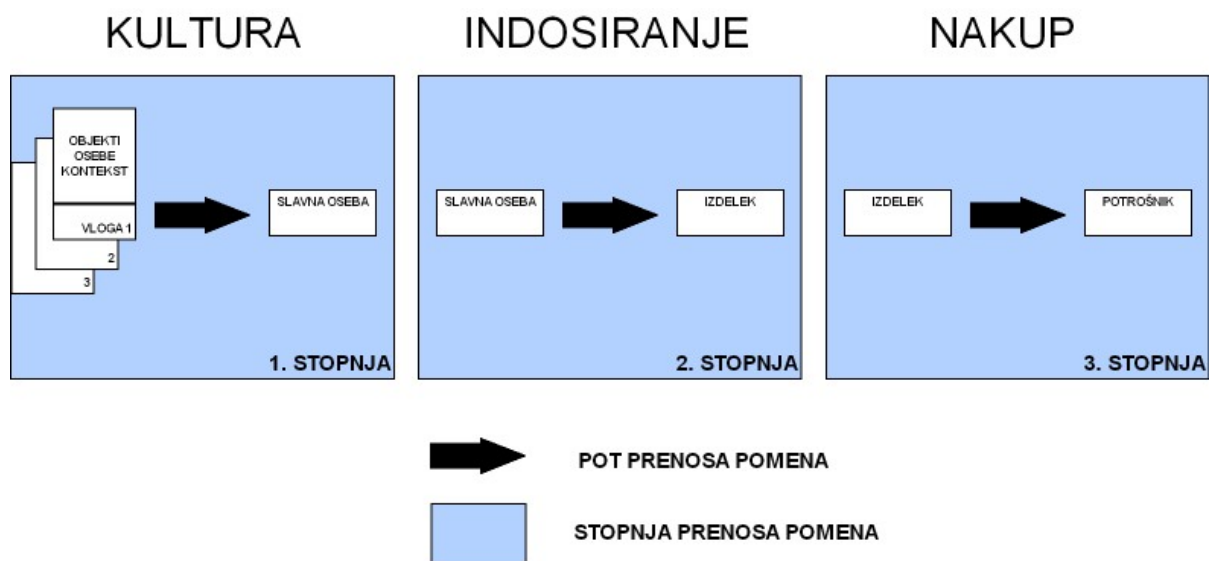 KULTURA
INDOSIRANJE
NAKUP
OBJEKTI
OSEBE
KONTEKST
VLOGA 1
2
3
SLAVNA OSEBA
1. STOPNJA
SLAVNA OSEBA
IZDELEK
2. STOPNJA
IZDELEK
POTROŠNIK
3. STOPNJA
POT PRENOSA POMENA
STOPNJA PRENOSA POMENA